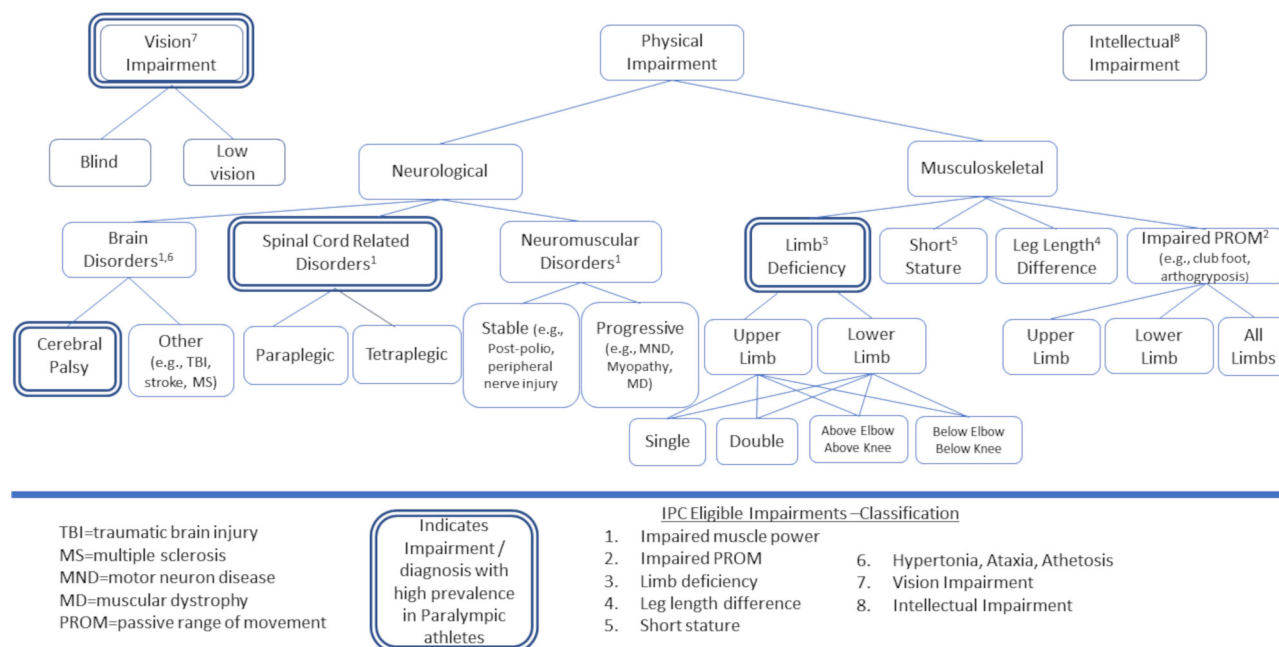 Vision⁷
Impairment
Physical
Impairment
Intellectual⁸
Impairment
Blind
Low
vision
Neurological
Musculoskeletal
Brain
Disorders¹,⁶
Spinal Cord Related
Disorders¹
Neuromuscular
Disorders¹
Limb³
Deficiency
Short⁵
Stature
Leg Length⁴
Difference
Impaired PROM²
(e.g., club foot,
arthogryposis)
Cerebral
Palsy
Other
(e.g., TBI,
stroke, MS)
Paraplegic
Tetraplegic
Stable (e.g.,
Post-polio,
peripheral
nerve injury
Progressive
(e.g., MND,
Myopathy,
MD)
Upper
Limb
Lower
Limb
Upper
Limb
Lower
Limb
All
Limbs
Single
Double
Above Elbow
Above Knee
Below Elbow
Below Knee
TBI=traumatic brain injury
MS=multiple sclerosis
MND=motor neuron disease
MD=muscular dystrophy
PROM=passive range of movement
Indicates
Impairment /
diagnosis with
high prevalence
in Paralympic
athletes
IPC Eligible Impairments –Classification
1. Impaired muscle power
2. Impaired PROM
3. Limb deficiency
4. Leg length difference
5. Short stature
6. Hypertonia, Ataxia, Athetosis
7. Vision Impairment
8. Intellectual Impairment